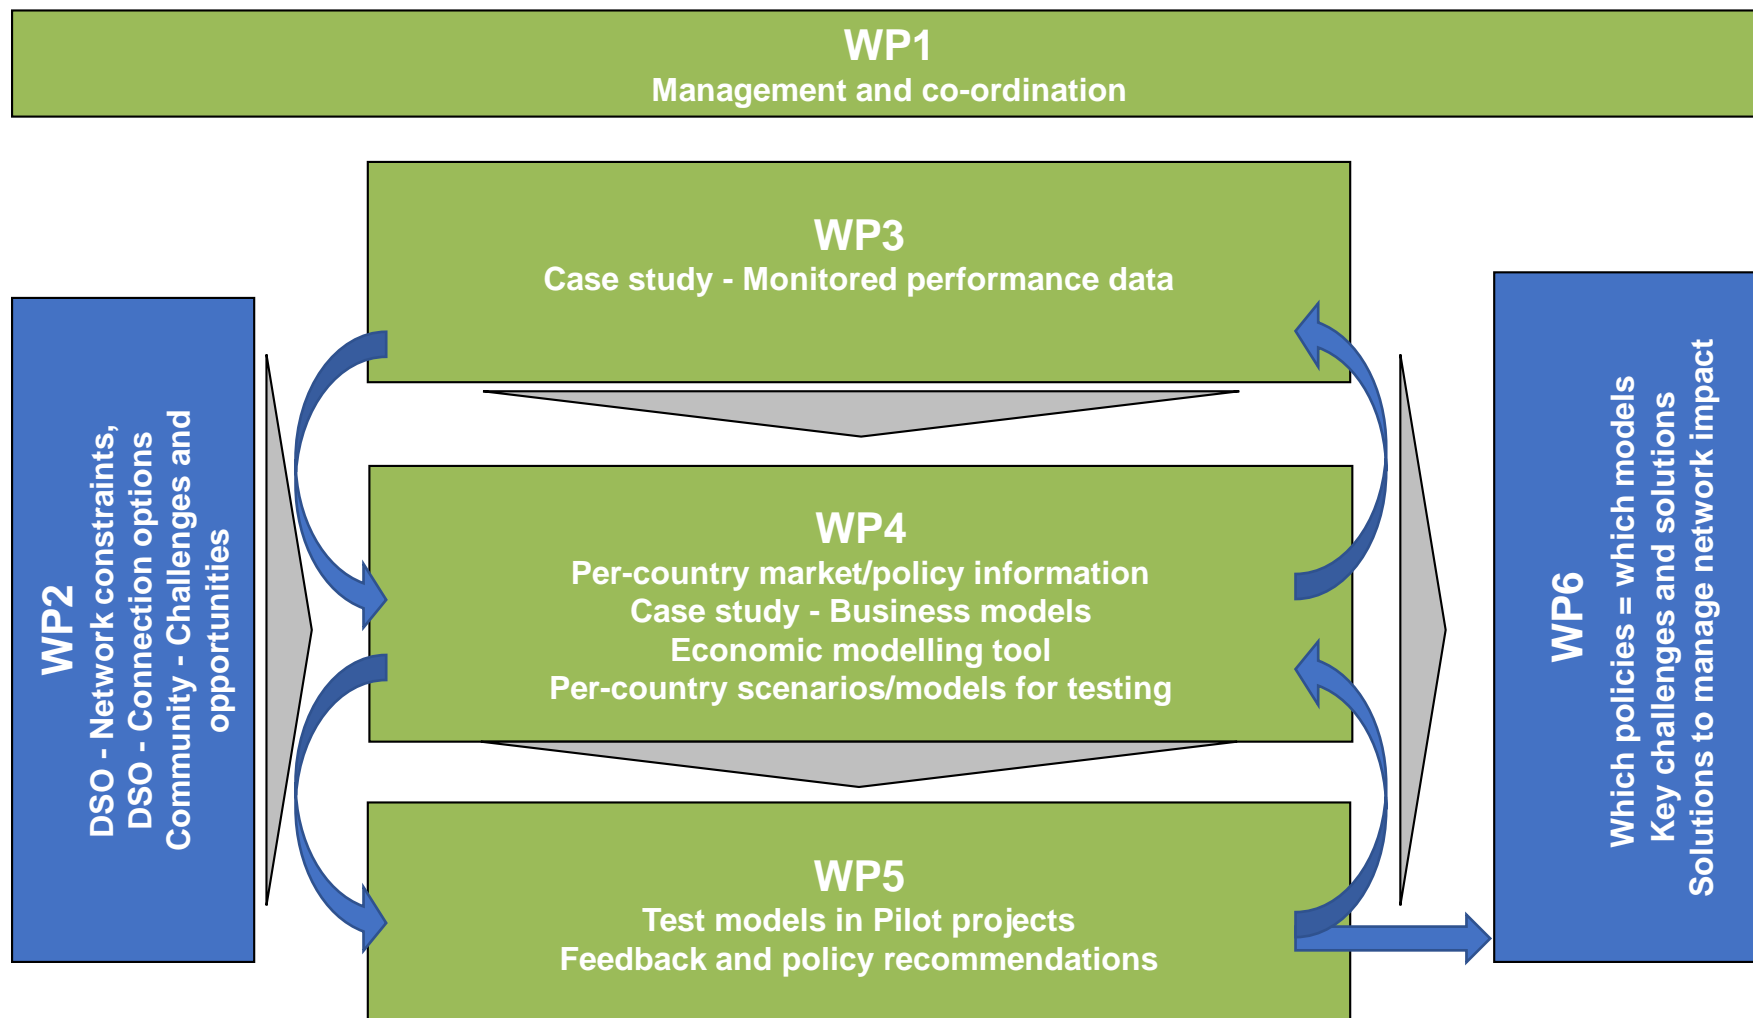 WP1
Management and co-ordination
WP3
Case study - Monitored performance data
WP2
DSO - Network constraints,
DSO - Connection options
Community - Challenges and
opportunities
WP4
Per-country market/policy information
Case study - Business models
Economic modelling tool
Per-country scenarios/models for testing
WP5
Test models in Pilot projects
Feedback and policy recommendations
WP6
Which policies = which models
Key challenges and solutions
Solutions to manage network impact